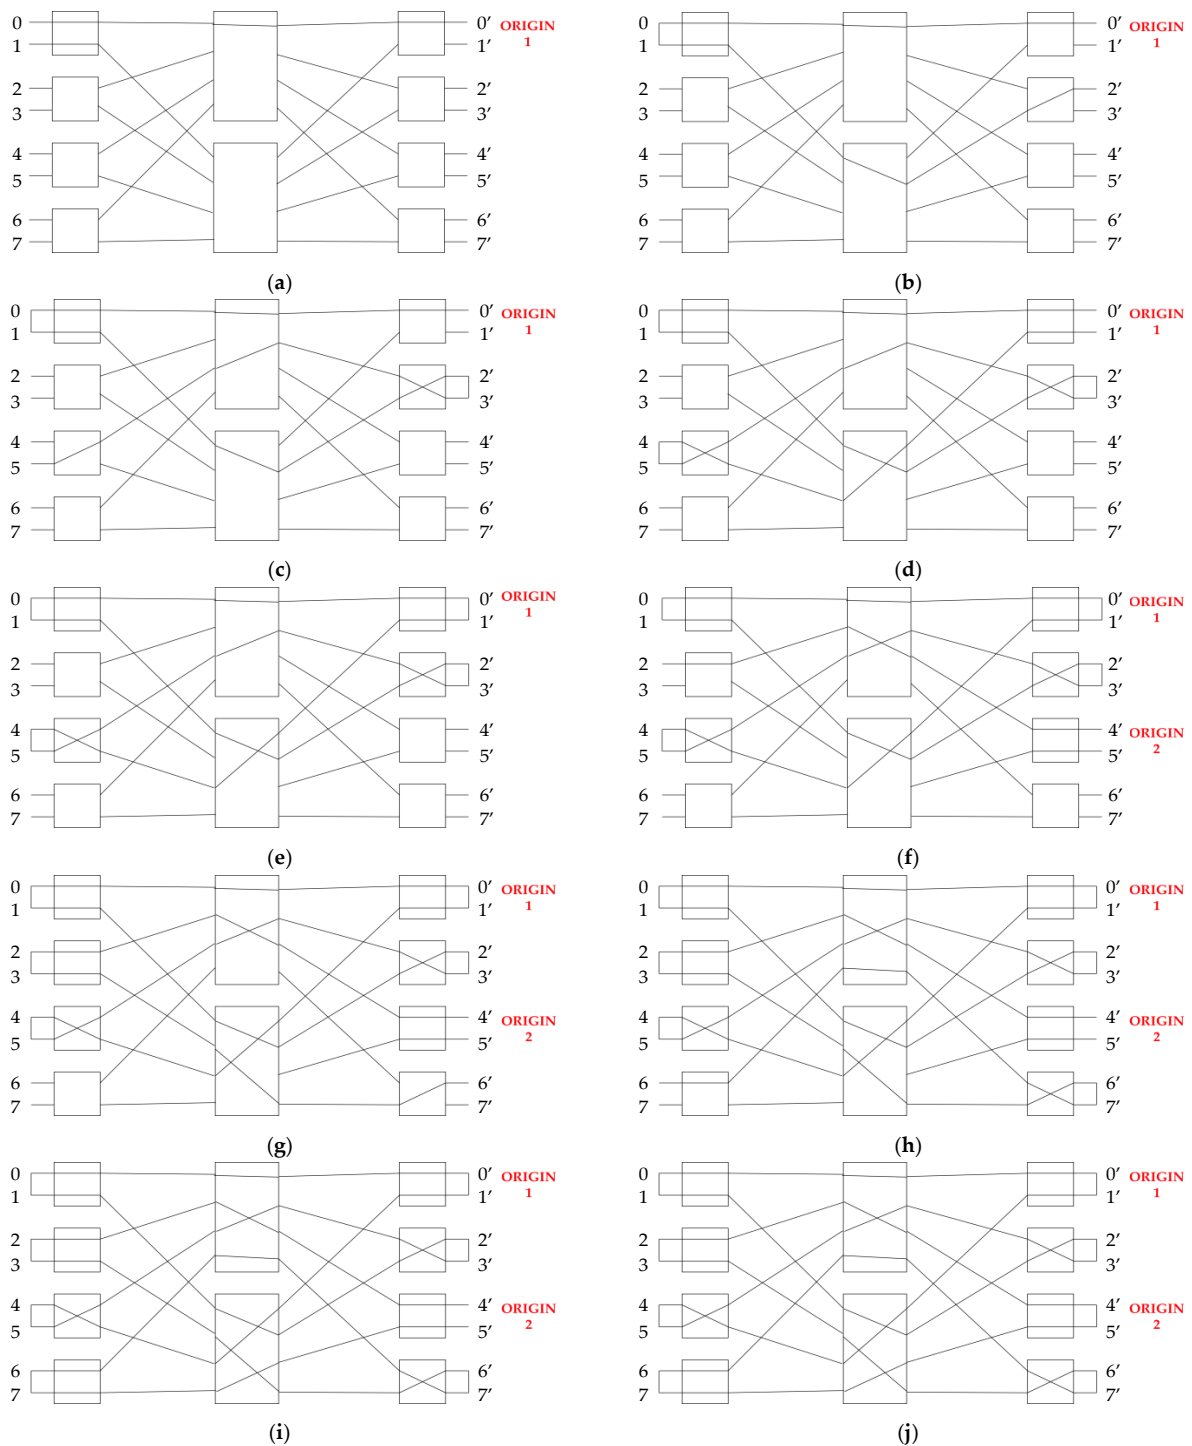 0 0′ ORIGIN
1 1′ 1
2 2′
3 3′
4 4′
5 5′
6 6′
7 7′
(a)
0 0′ ORIGIN
1 1′ 1
2 2′
3 3′
4 4′
5 5′
6 6′
7 7′
(b)
0 0′ ORIGIN
1 1′ 1
2 2′
3 3′
4 4′
5 5′
6 6′
7 7′
(c)
0 0′ ORIGIN
1 1′ 1
2 2′
3 3′
4 4′
5 5′
6 6′
7 7′
(d)
0 0′ ORIGIN
1 1′ 1
2 2′
3 3′
4 4′
5 5′
6 6′
7 7′
(e)
0 0′ ORIGIN
1 1′ 1
2 2′
3 3′
4 4′ ORIGIN
5 5′ 2
6 6′
7 7′
(f)
0 0′ ORIGIN
1 1′ 1
2 2′
3 3′
4 4′ ORIGIN
5 5′ 2
6 6′
7 7′
(g)
0 0′ ORIGIN
1 1′ 1
2 2′
3 3′
4 4′ ORIGIN
5 5′ 2
6 6′
7 7′
(h)
0 0′ ORIGIN
1 1′ 1
2 2′
3 3′
4 4′ ORIGIN
5 5′ 2
6 6′
7 7′
(i)
0 0′ ORIGIN
1 1′ 1
2 2′
3 3′
4 4′ ORIGIN
5 5′ 2
6 6′
7 7′
(j)